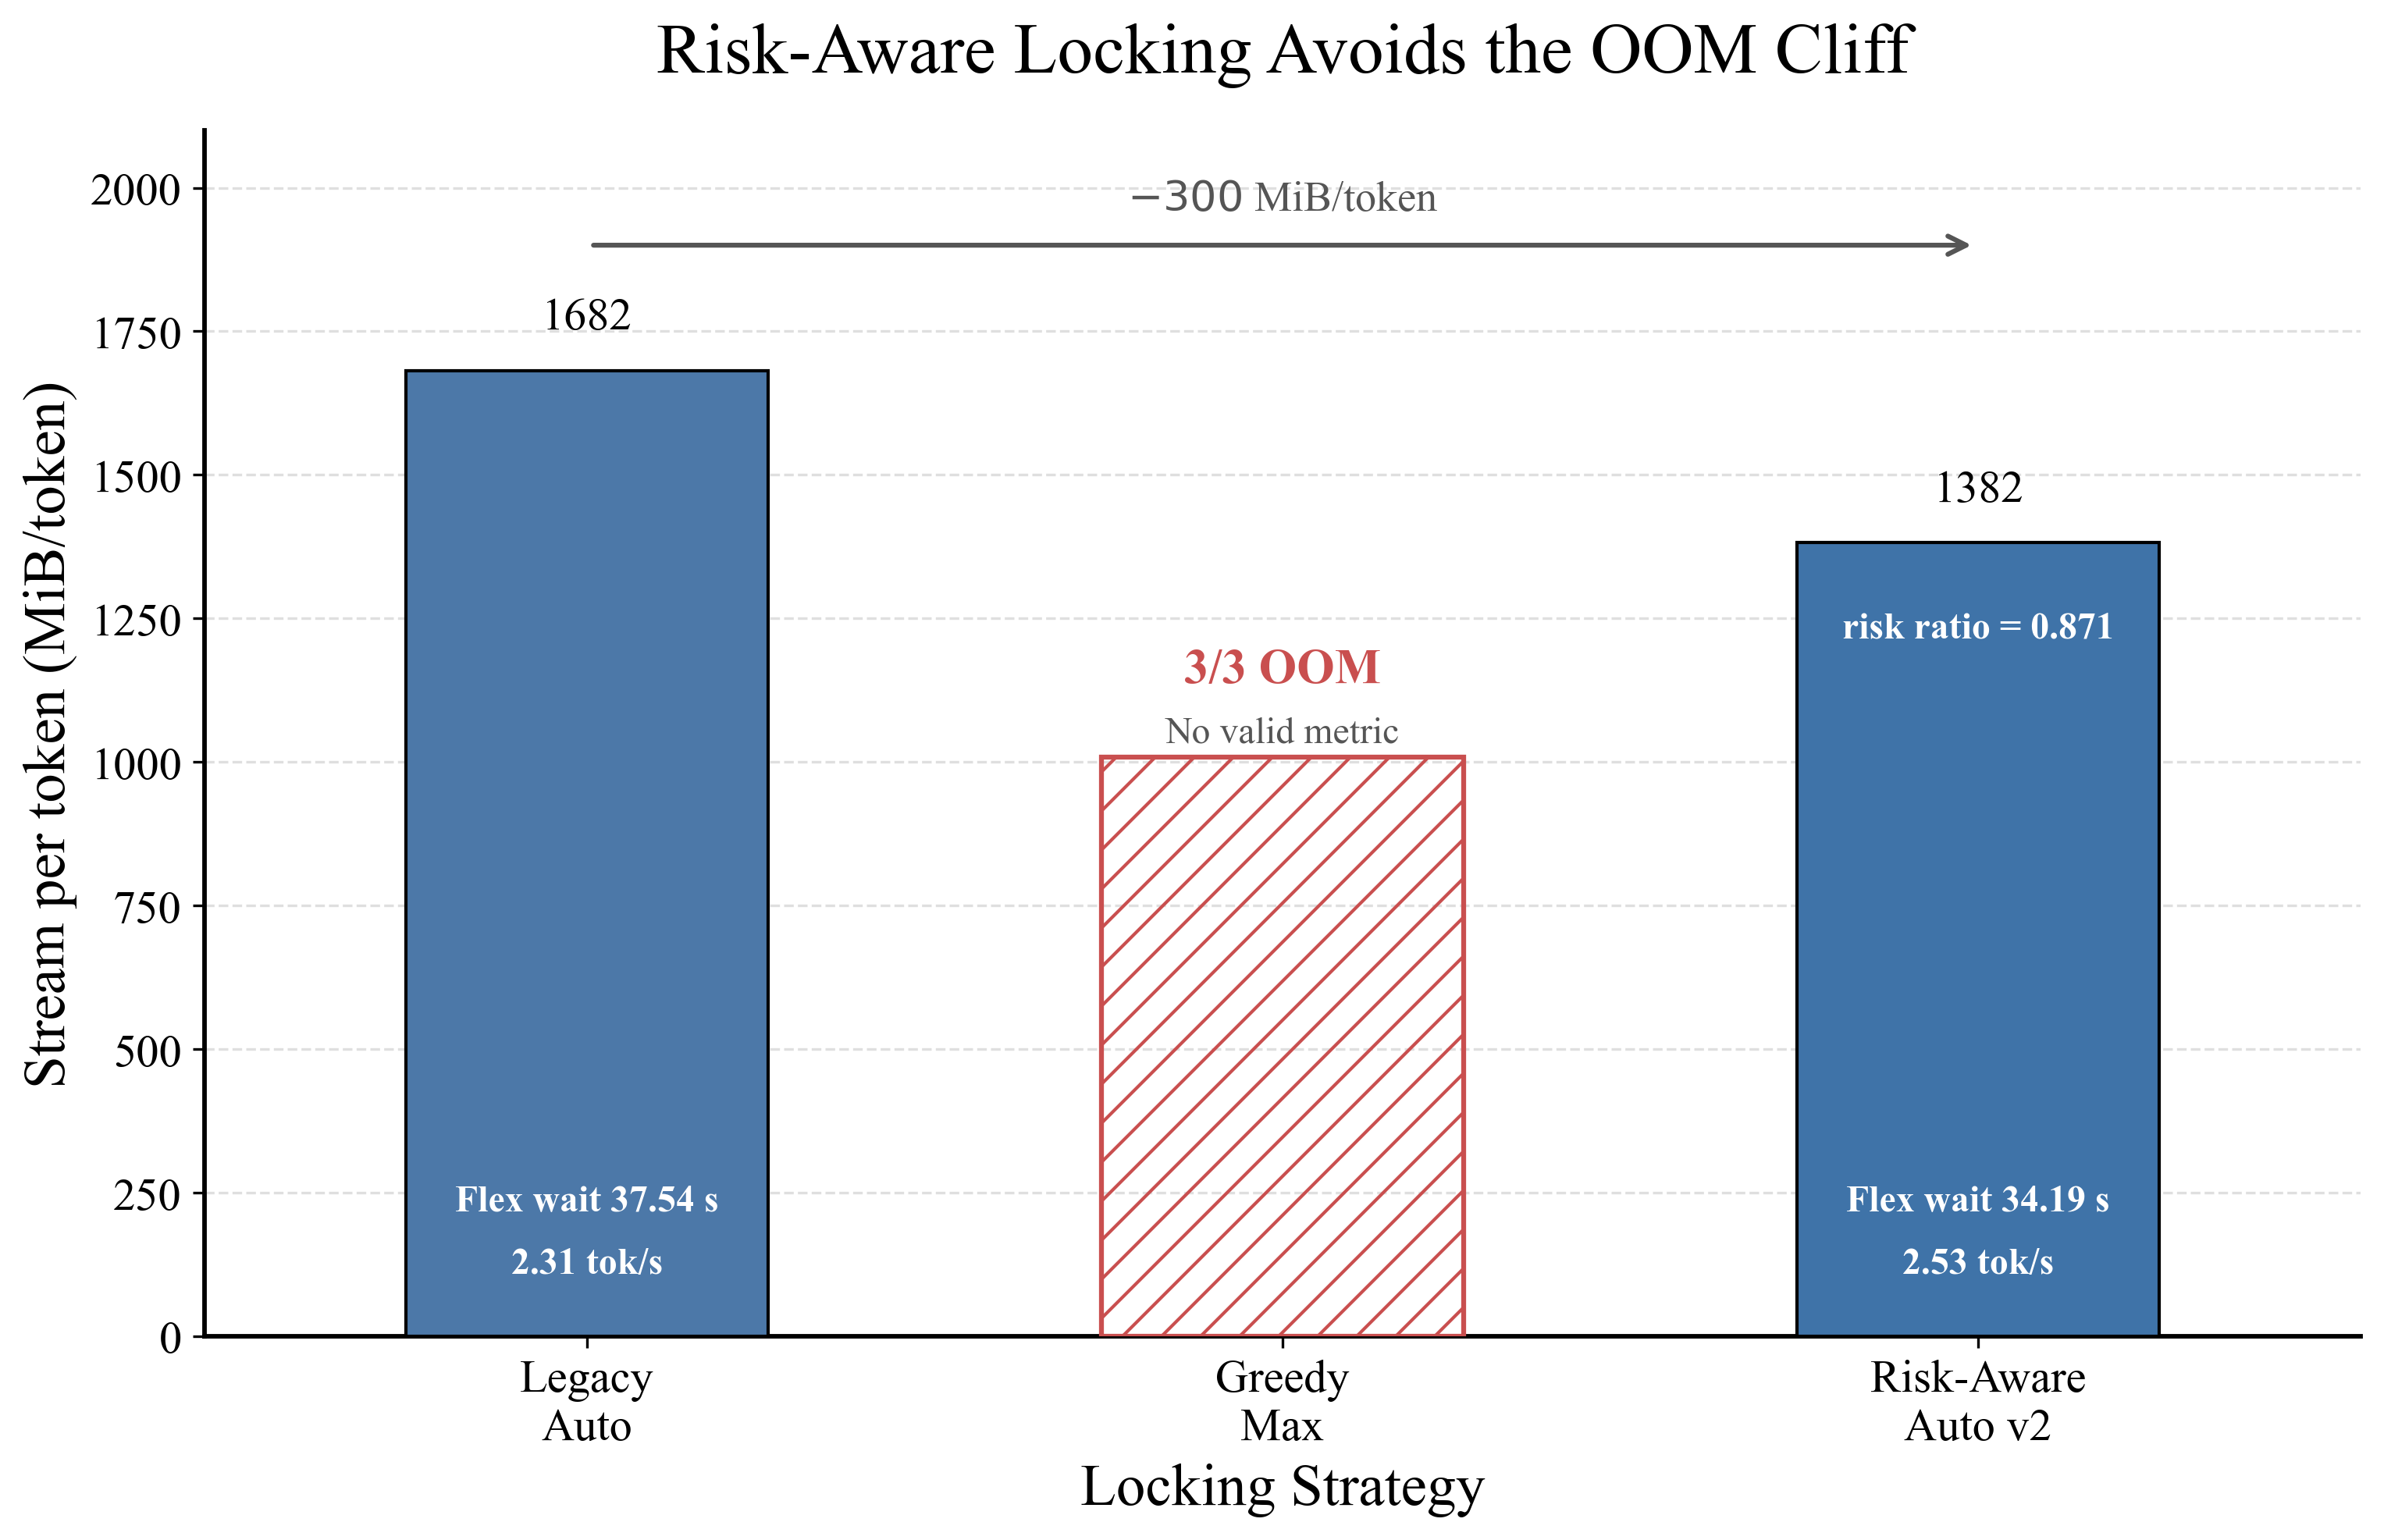 Risk-Aware Locking Avoids the OOM Cliff
Stream per token (MiB/token)
2000
1750
1500
1250
1000
750
500
250
0
−300 MiB/token
1682
Flex wait 37.54 s
2.31 tok/s
3/3 OOM
No valid metric
1382
risk ratio = 0.871
Flex wait 34.19 s
2.53 tok/s
Legacy
Auto
Greedy
Max
Risk-Aware
Auto v2
Locking Strategy